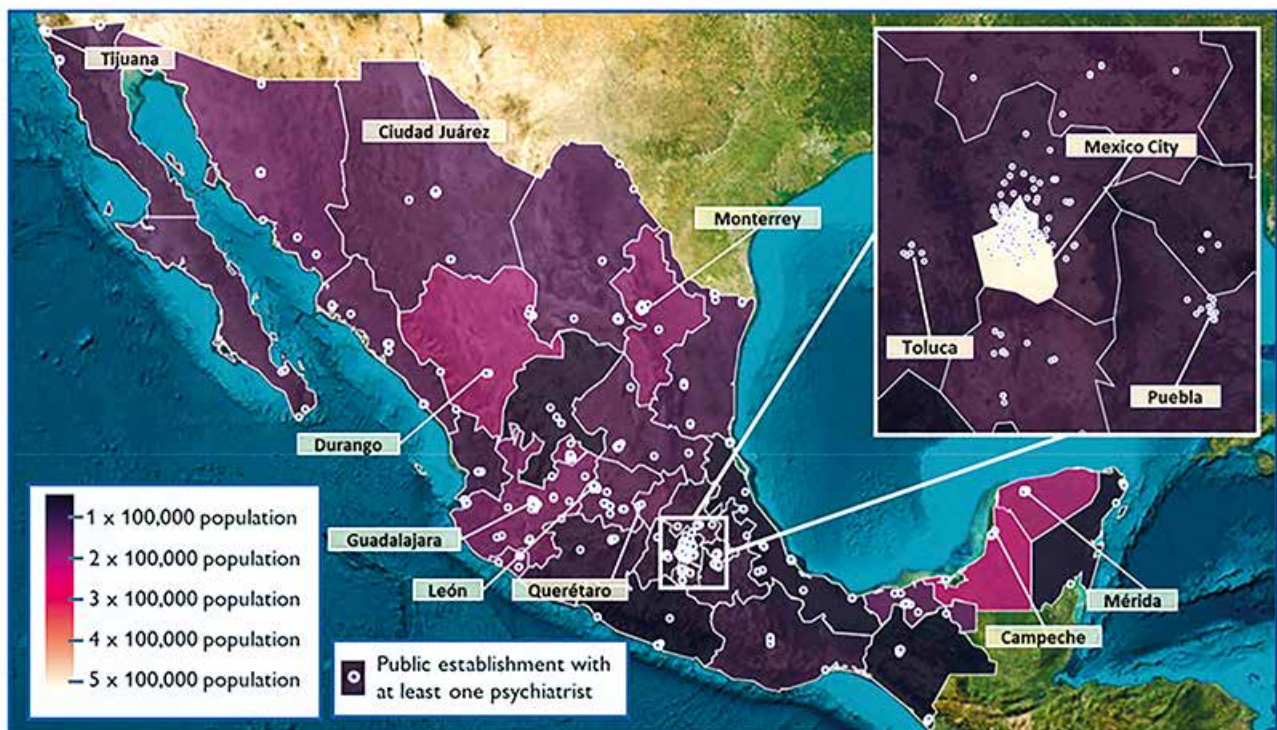 Tijuana
Ciudad Juárez
Mexico City
Monterrey
Toluca
Puebla
Durango
1 x 100,000 population
2 x 100,000 population
3 x 100,000 population
4 x 100,000 population
5 x 100,000 population
Guadalajara
León
Querétaro
Mérida
Campeche
Public establishment with
at least one psychiatrist